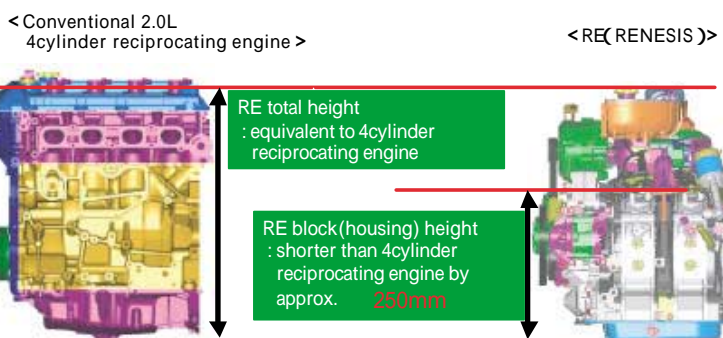 < Conventional 2.0L
4cylinder reciprocating engine >
< RE( RENESIS )>
RE total height
: equivalent to 4cylinder
reciprocating engine
RE block(housing) height
: shorter than 4cylinder
reciprocating engine by
approx. 250mm